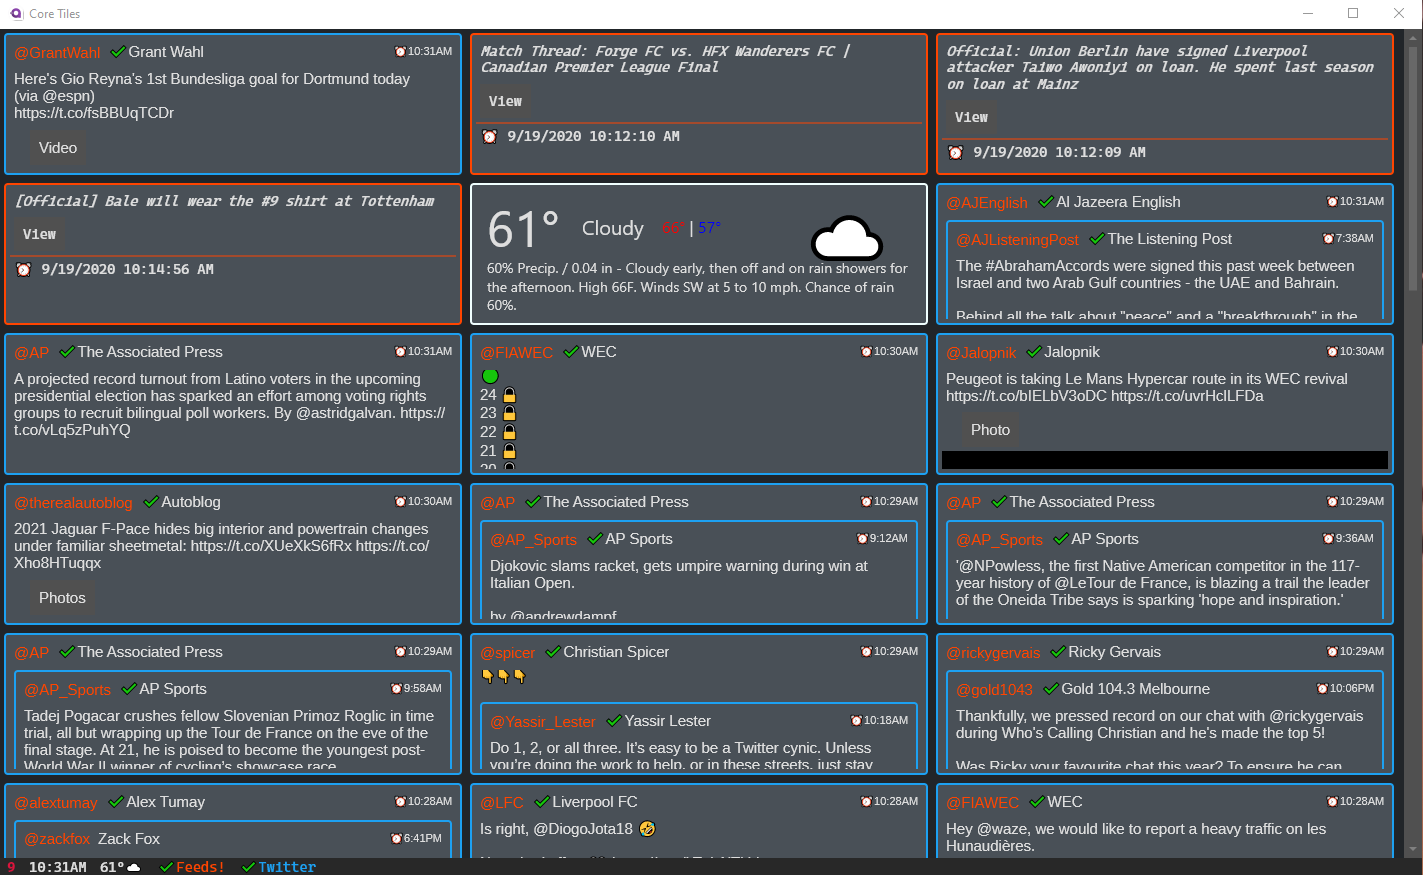 Core Tiles
@GrantWahl Grant Wahl 10:31AM
Here's Gio Reyna's 1st Bundesliga goal for Dortmund today
(via @espn)
https://t.co/fsBBUqTCDr
Video
Match Thread: Forge FC vs. HFX Wanderers FC |
Canadian Premier League Final
View
9/19/2020 10:12:10 AM
Official: Union Berlin have signed Liverpool
attacker Taiwo Awoniyi on loan. He spent last season
on loan at Mainz
View
9/19/2020 10:12:09 AM
[Official] Bale will wear the #9 shirt at Tottenham
View
9/19/2020 10:14:56 AM
61° Cloudy 66° | 57°
60% Precip. / 0.04 in - Cloudy early, then off and on rain showers for
the afternoon. High 66F. Winds SW at 5 to 10 mph. Chance of rain
60%.
@AJEnglish Al Jazeera English 10:31AM
@AJListeningPost The Listening Post 7:38AM
The #AbrahamAccords were signed this past week between
Israel and two Arab Gulf countries - the UAE and Bahrain.
Behind all the talk about "peace" and a "breakthrough" in the
@AP The Associated Press 10:31AM
A projected record turnout from Latino voters in the upcoming
presidential election has sparked an effort among voting rights
groups to recruit bilingual poll workers. By @astridgalvan. https://
t.co/vLq5zPuhYQ
@FIAWEC WEC 10:30AM
24
23
22
21
20
@Jalopnik Jalopnik 10:30AM
Peugeot is taking Le Mans Hypercar route in its WEC revival
https://t.co/bIELbV3oDC https://t.co/uvrHclLFDa
Photo
@therealautoblog Autoblog 10:30AM
2021 Jaguar F-Pace hides big interior and powertrain changes
under familiar sheetmetal: https://t.co/XUeXkS6fRx https://t.co/
Xho8HTuqqx
Photos
@AP The Associated Press 10:29AM
@AP_Sports AP Sports 9:12AM
Djokovic slams racket, gets umpire warning during win at
Italian Open.
by @andrewdampf
@AP The Associated Press 10:29AM
@AP_Sports AP Sports 9:36AM
'@NPowless, the first Native American competitor in the 117-
year history of @LeTour de France, is blazing a trail the leader
of the Oneida Tribe says is sparking 'hope and inspiration.'
@AP The Associated Press 10:29AM
@AP_Sports AP Sports 9:58AM
Tadej Pogacar crushes fellow Slovenian Primoz Roglic in time
trial, all but wrapping up the Tour de France on the eve of the
final stage. At 21, he is poised to become the youngest post-
World War II winner of cycling's showcase race.
@spicer Christian Spicer 10:29AM
@Yassir_Lester Yassir Lester 10:18AM
Do 1, 2, or all three. It's easy to be a Twitter cynic. Unless
you're doing the work to help, or in these streets, just stay
@rickygervais Ricky Gervais 10:29AM
@gold1043 Gold 104.3 Melbourne 10:06PM
Thankfully, we pressed record on our chat with @rickygervais
during Who's Calling Christian and he's made the top 5!
Was Ricky your favourite chat this year? To ensure he can
@alextumay Alex Tumay 10:28AM
@zackfox Zack Fox 6:41PM
@LFC Liverpool FC 10:28AM
Is right, @DiogoJota18
@FIAWEC WEC 10:28AM
Hey @waze, we would like to report a heavy traffic on les
Hunaudières.
9 10:31AM 61° Feeds! Twitter